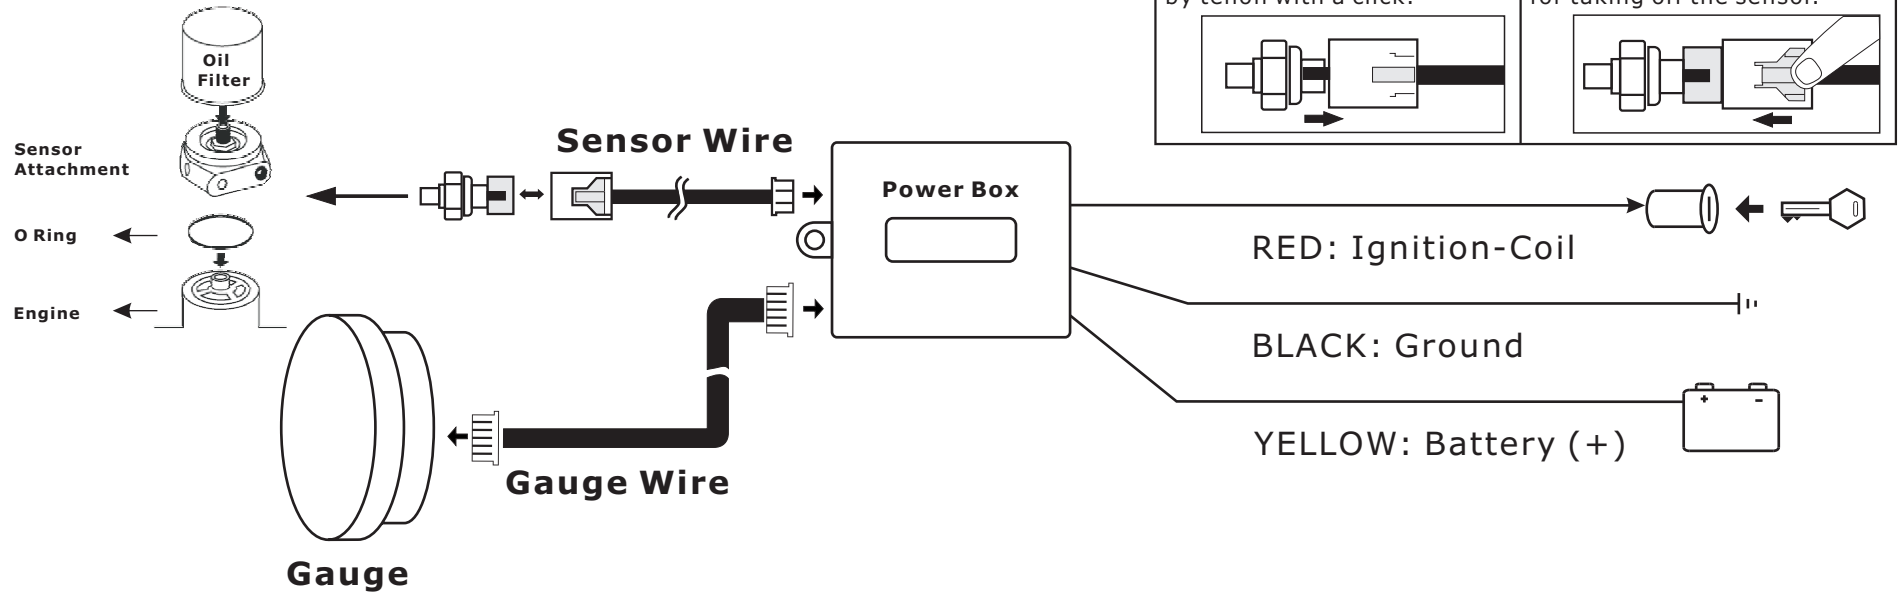 by tenon with a click.
for taking off the sensor.
Oil
Filter
Sensor
Attachment
O Ring
Engine
Sensor Wire
Power Box
RED: Ignition-Coil
BLACK: Ground
YELLOW: Battery (+)
+ -
Gauge Wire
Gauge